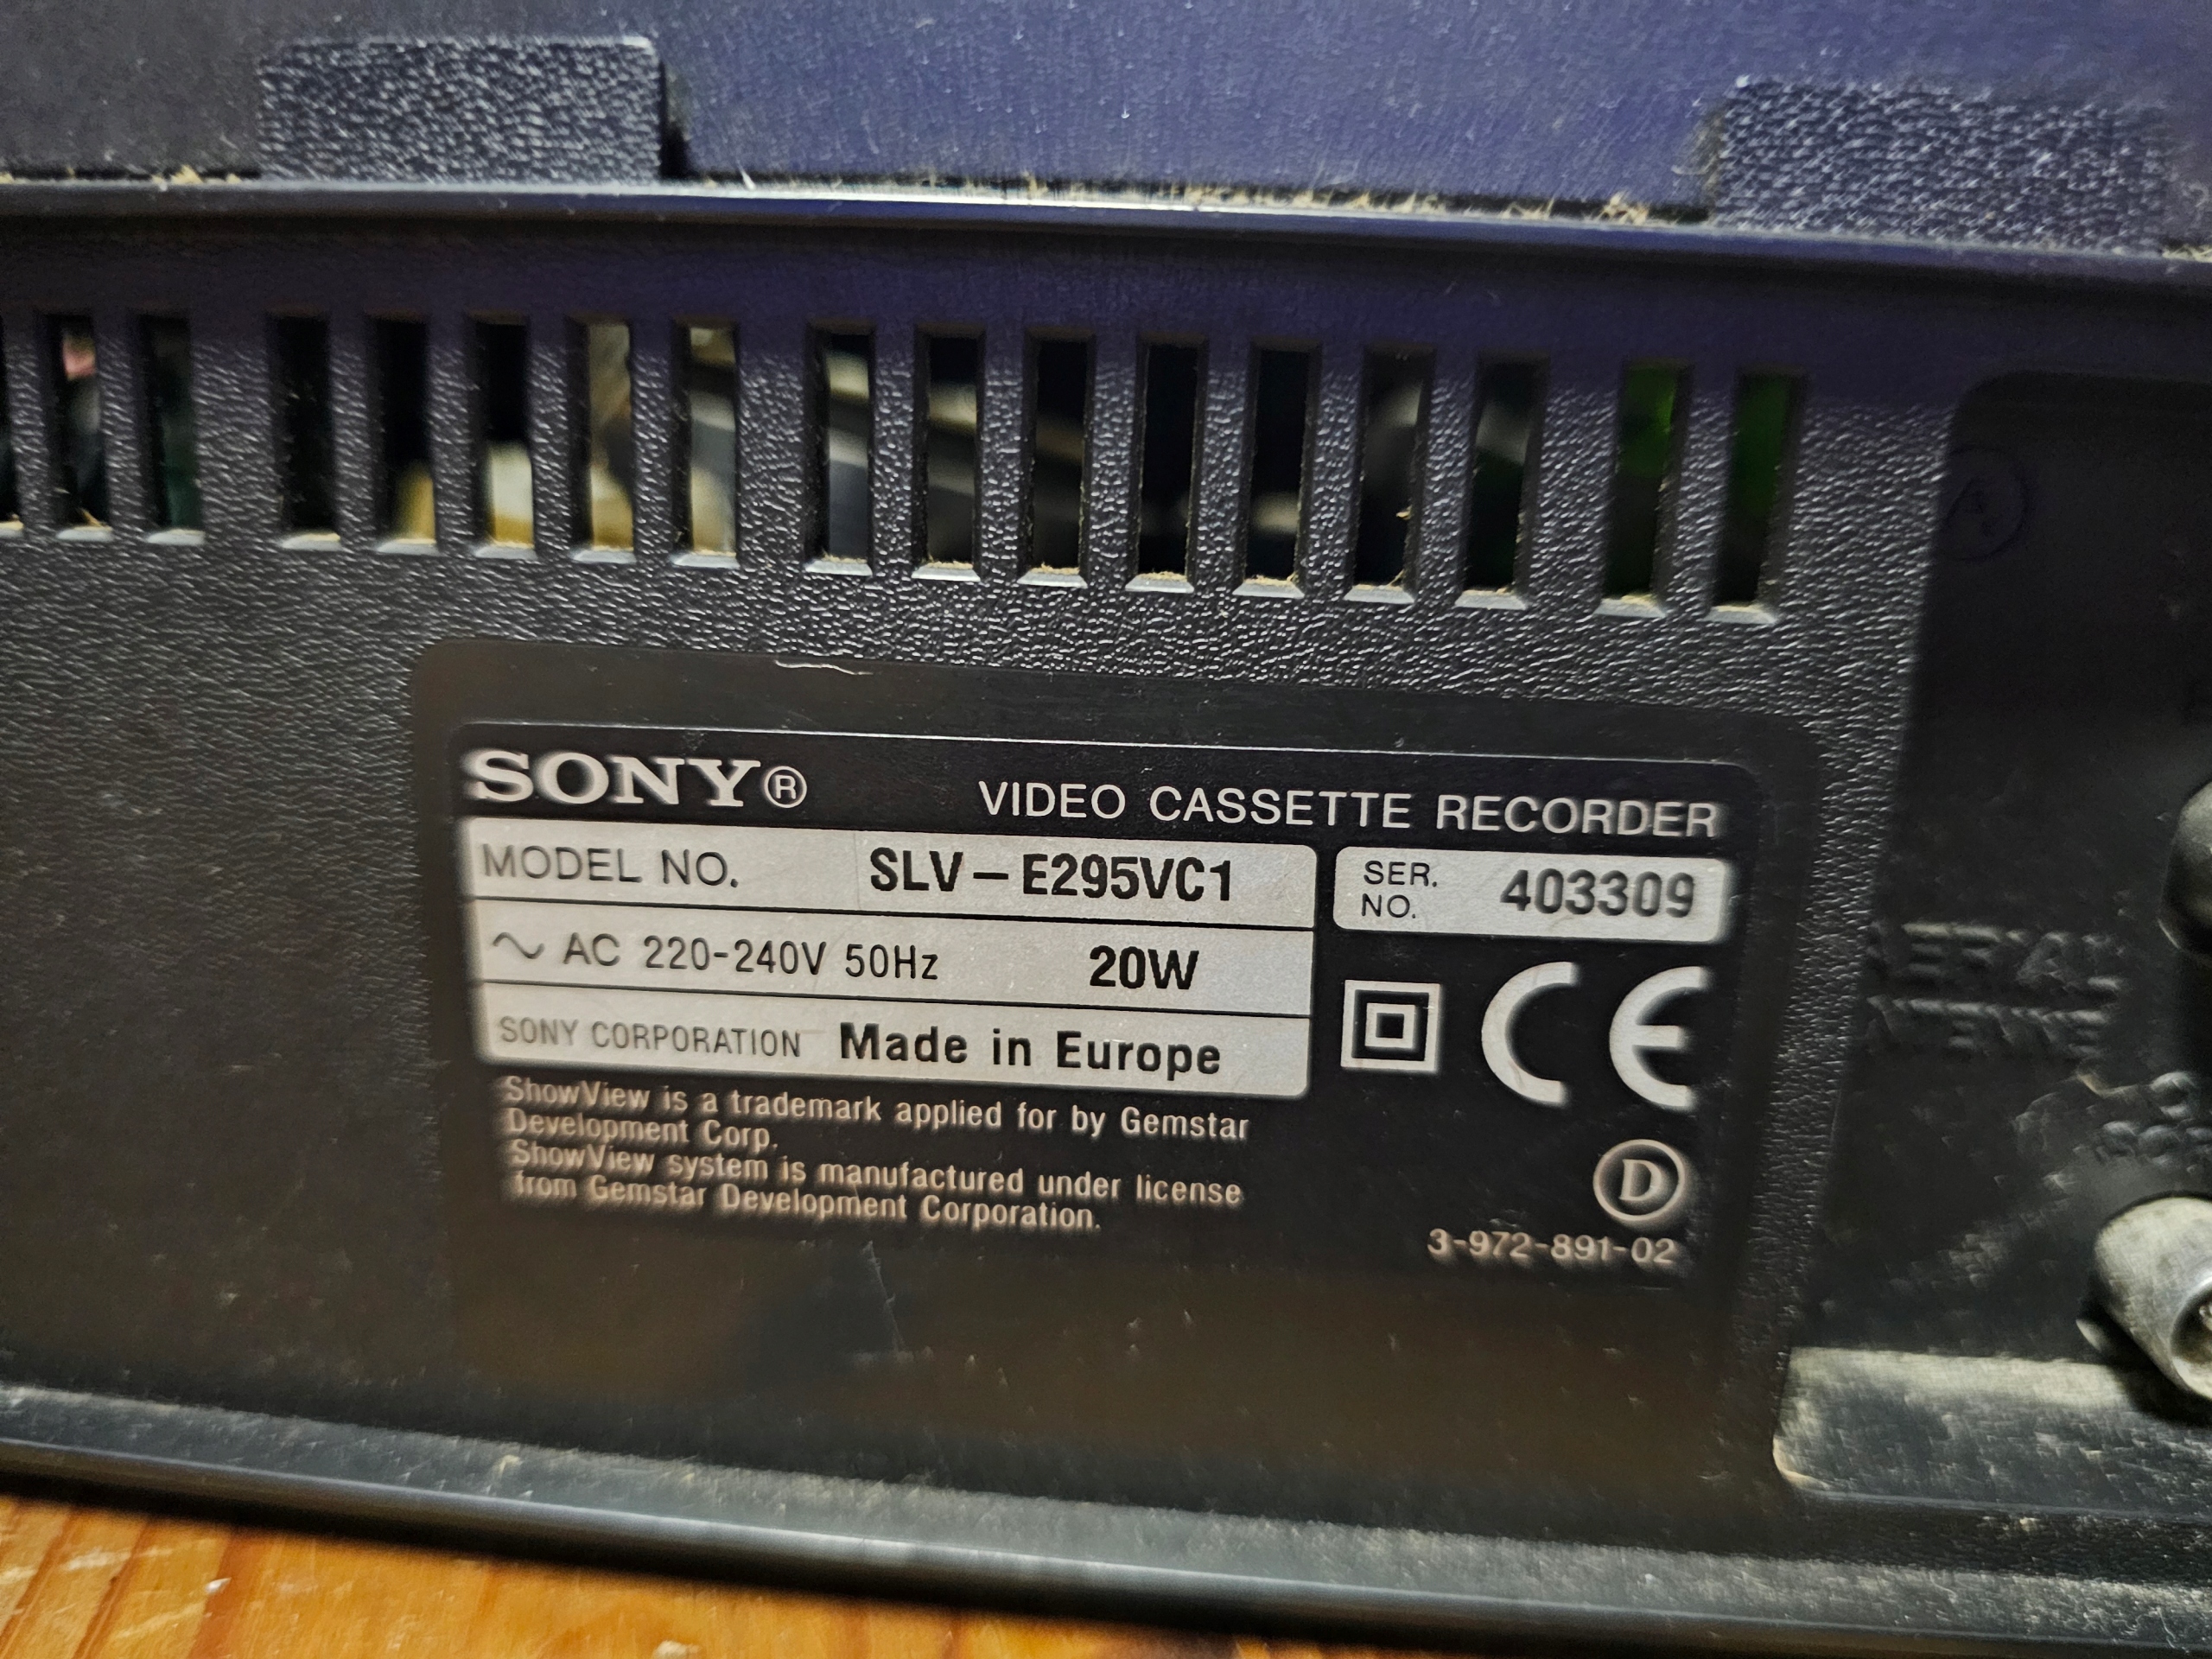 SONY®
VIDEO CASSETTE RECORDER
MODEL NO. SLV-E295VC1
SER. NO. 403309
~ AC 220-240V 50Hz 20W
SONY CORPORATION Made in Europe
CE
ShowView is a trademark applied for by Gemstar
Development Corp.
ShowView system is manufactured under license
from Gemstar Development Corporation.
D
3-972-891-02
AERIAL